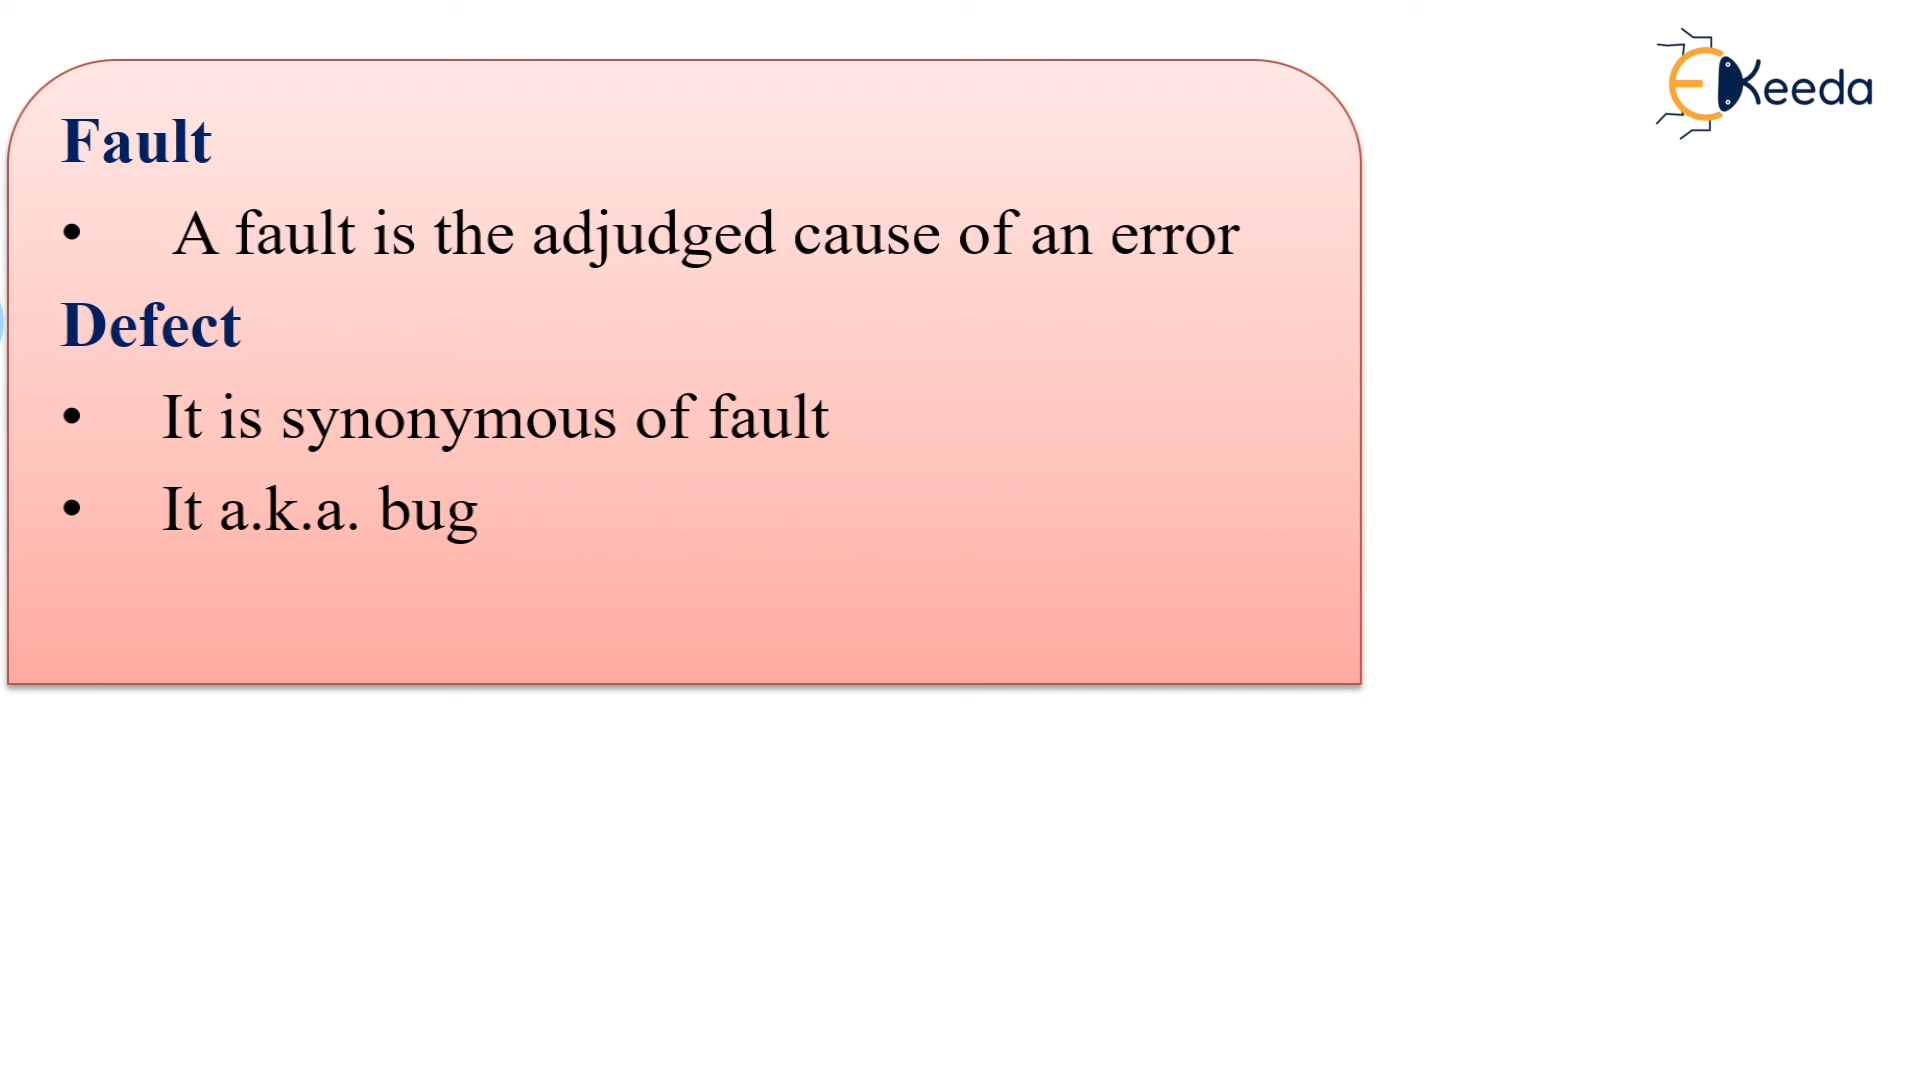 Fault
• A fault is the adjudged cause of an error
Defect
• It is synonymous of fault
• It a.k.a. bug
EKeeda